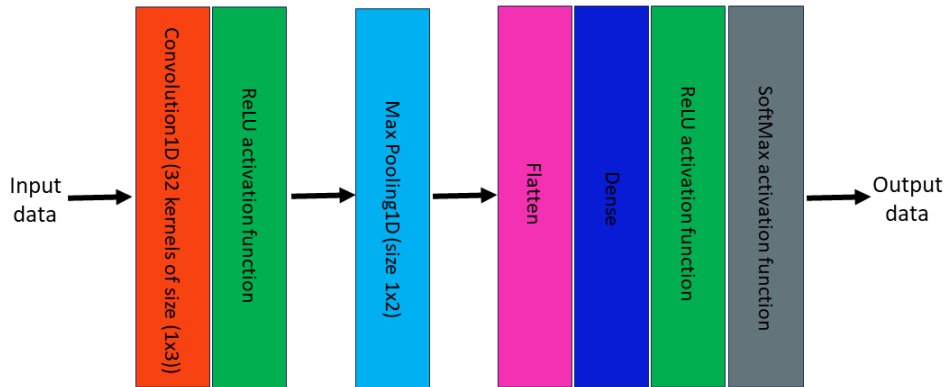 Input
data
Convolution1D (32 kernels of size (1x3))
ReLU activation function
Max Pooling1D (size 1x2)
Flatten
Dense
ReLU activation function
SoftMax activation function
Output
data